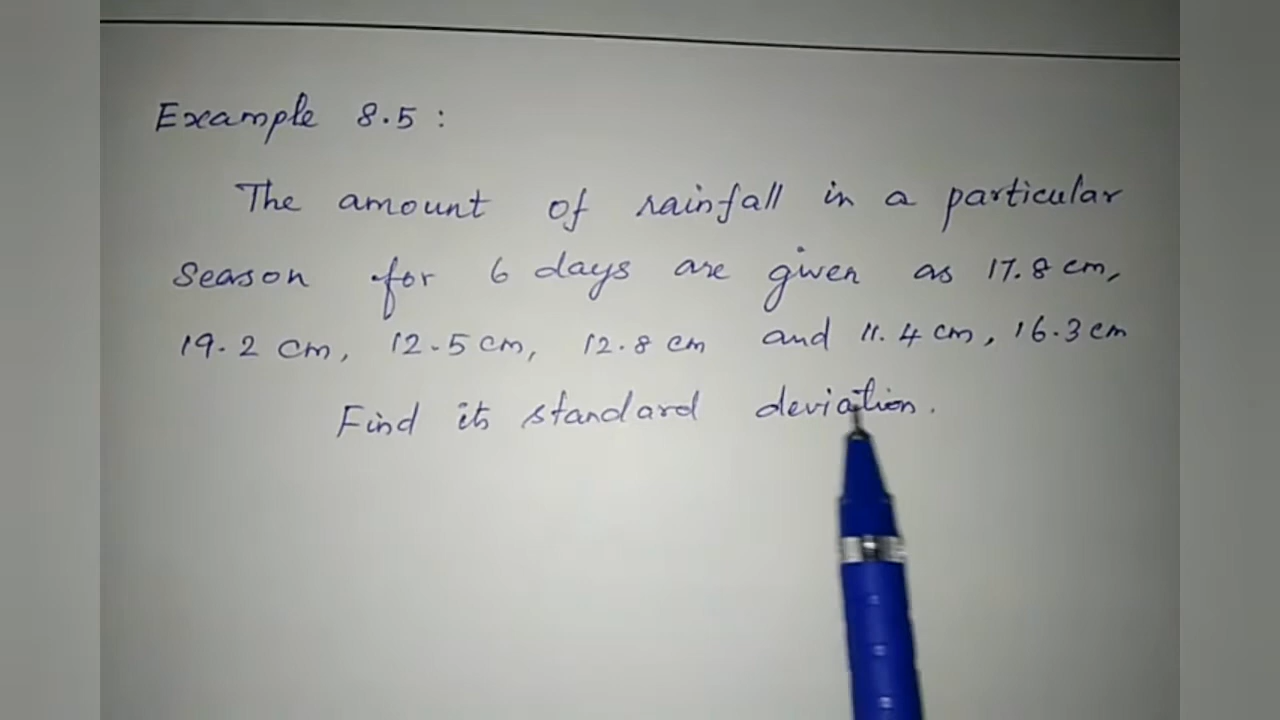 Example 8.5 :
The amount of rainfall in a particular
season for 6 days are given as 17.8 cm,
19.2 cm, 12.5 cm, 12.8 cm and 11.4 cm, 16.3 cm
Find its standard deviation.